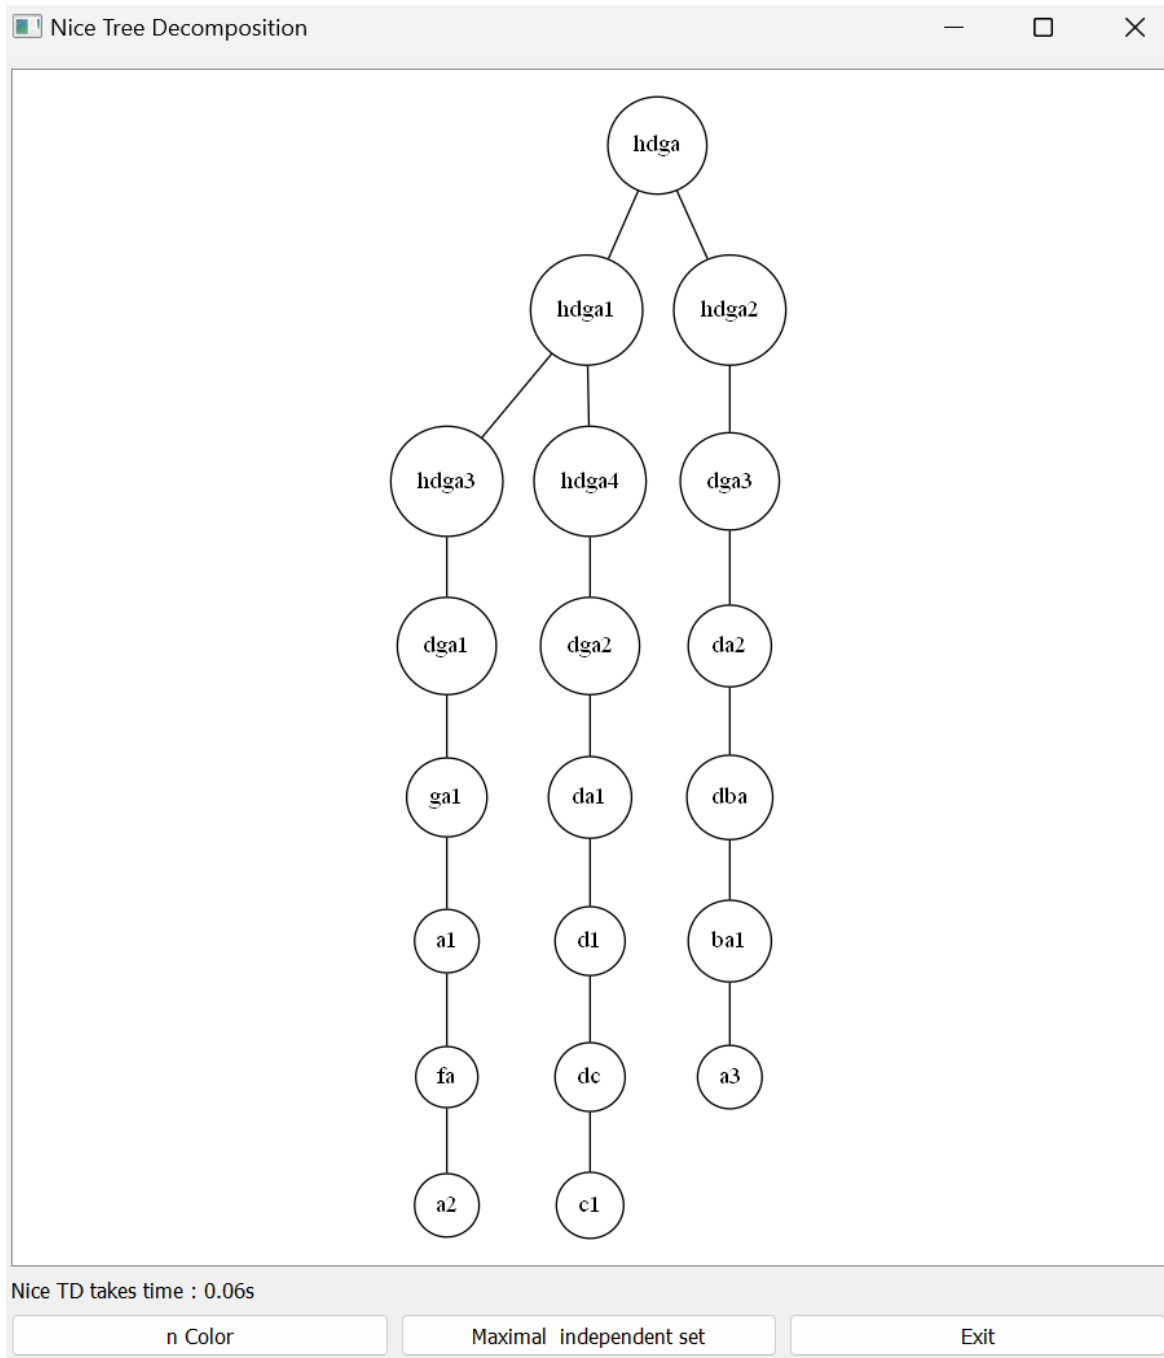 Nice Tree Decomposition
hdga
hdga1 hdga2
hdga3 hdga4 dga3
dga1 dga2 da2
ga1 da1 dba
a1 d1 ba1
fa dc a3
a2 c1
Nice TD takes time : 0.06s
n Color Maximal independent set Exit